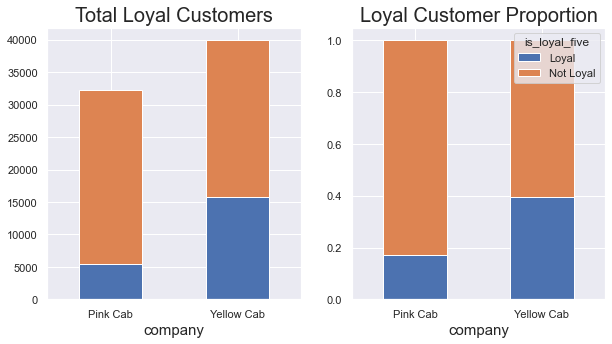 Total Loyal Customers
40000
35000
30000
25000
20000
15000
10000
5000
0
Pink Cab Yellow Cab
company
Loyal Customer Proportion
is_loyal_five
Loyal
Not Loyal
1.0
0.8
0.6
0.4
0.2
0.0
Pink Cab Yellow Cab
company